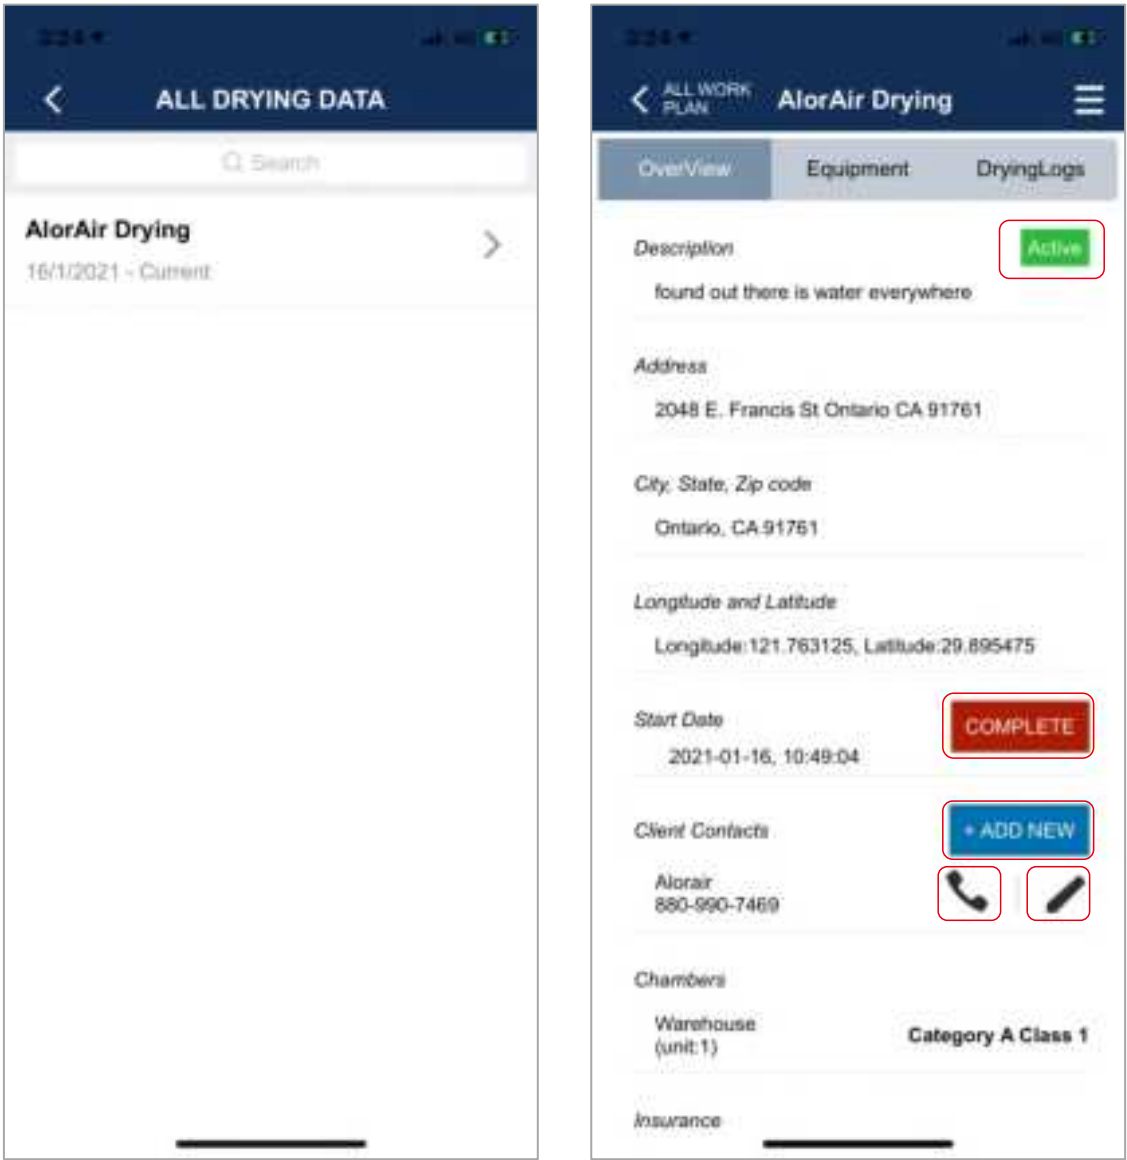 ALL DRYING DATA
Search
AlorAir Drying
16/1/2021 - Current
ALL WORK
PLAN
AlorAir Drying
OverView
Equipment
DryingLogs
Description
Active
found out there is water everywhere
Address
2048 E. Francis St Ontario CA 91761
City, State, Zip code
Ontario, CA 91761
Longitude and Latitude
Longitude:121.763125, Latitude:29.895475
Start Date
COMPLETE
2021-01-16, 10:49:04
Client Contacts
+ ADD NEW
Alorair
880-990-7469
Chambers
Warehouse
(unit:1)
Category A Class 1
Insurance